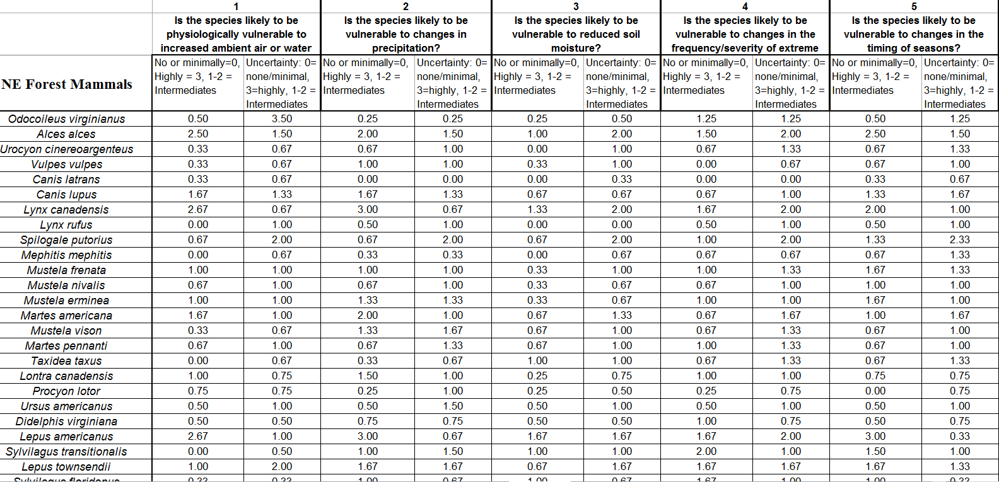 1 2 3 4 5
Is the species likely to be Is the species likely to be Is the species likely to be Is the species likely to be Is the species likely to be
physiologically vulnerable to vulnerable to changes in vulnerable to reduced soil vulnerable to changes in the vulnerable to changes in the
increased ambient air or water precipitation? moisture? frequency/severity of extreme timing of seasons?
No or minimally=0, Uncertainty: 0= No or minimally=0, Uncertainty: 0= No or minimally=0, Uncertainty: 0= No or minimally=0, Uncertainty: 0= No or minimally=0, Uncertainty: 0=
NE Forest Mammals Highly = 3, 1-2 = none/minimal, Highly = 3, 1-2 = none/minimal, Highly = 3, 1-2 = none/minimal, Highly = 3, 1-2 = none/minimal, Highly = 3, 1-2 = none/minimal,
Intermediates 3=highly, 1-2 = Intermediates 3=highly, 1-2 = Intermediates 3=highly, 1-2 = Intermediates 3=highly, 1-2 = Intermediates 3=highly, 1-2 =
Intermediates Intermediates Intermediates Intermediates Intermediates
Odocoileus virginianus 0.50 3.50 0.25 0.25 0.25 0.50 1.25 1.25 0.50 1.25
Alces alces 2.50 1.50 2.00 1.50 1.00 2.00 1.50 2.00 2.50 1.50
Urocyon cinereoargenteus 0.33 0.67 0.67 1.00 0.00 1.00 0.67 1.33 0.67 1.33
Vulpes vulpes 0.33 0.67 1.00 1.00 0.33 1.00 0.00 0.67 0.67 1.00
Canis latrans 0.33 0.67 0.00 0.00 0.00 0.33 0.00 0.00 0.33 0.67
Canis lupus 1.67 1.33 1.67 1.33 0.67 0.67 0.67 1.00 1.33 1.67
Lynx canadensis 2.67 0.67 3.00 0.67 1.33 2.00 1.67 2.00 2.00 1.00
Lynx rufus 0.00 1.00 0.50 1.00 0.00 0.00 0.50 1.00 0.50 1.00
Spilogale putorius 0.67 2.00 0.67 2.00 0.67 2.00 1.00 2.00 1.33 2.33
Mephitis mephitis 0.00 0.67 0.33 0.33 0.00 0.67 0.67 0.67 0.67 1.33
Mustela frenata 1.00 1.00 1.00 1.00 0.33 1.00 1.00 1.33 1.67 1.33
Mustela nivalis 0.67 1.00 0.67 1.00 0.33 0.67 0.67 1.00 1.00 1.00
Mustela erminea 1.00 1.00 1.33 1.33 0.33 0.67 1.00 1.00 1.67 1.00
Martes americana 1.67 1.00 2.00 1.00 0.67 1.33 0.67 1.67 1.00 1.67
Mustela vison 0.33 0.67 1.33 1.67 0.67 1.00 0.67 1.33 0.67 1.00
Martes pennanti 0.67 1.00 0.67 1.33 0.67 1.00 1.00 1.33 0.67 1.00
Taxidea taxus 0.00 0.67 0.33 0.67 1.00 1.00 0.67 1.33 0.67 1.33
Lontra canadensis 1.00 0.75 1.50 1.00 0.25 0.75 1.00 1.00 0.75 0.75
Procyon lotor 0.75 0.75 0.25 1.00 0.25 0.50 0.25 0.75 0.00 0.75
Ursus americanus 0.50 1.00 0.50 1.50 0.50 1.00 0.50 1.00 0.50 1.00
Didelphis virginiana 0.50 0.50 0.75 0.75 0.50 0.50 1.00 0.75 0.50 0.75
Lepus americanus 2.67 1.00 3.00 0.67 1.67 1.67 1.67 2.00 3.00 0.33
Sylvilagus transitionalis 0.00 0.50 1.00 1.50 1.00 1.00 2.00 1.00 1.50 1.00
Lepus townsendii 1.00 2.00 1.67 1.67 0.67 1.67 1.67 1.67 1.67 1.33
Sylvilagus floridanus 0.33 0.33 1.00 0.67 1.00 0.67 1.67 1.00 1.00 0.33